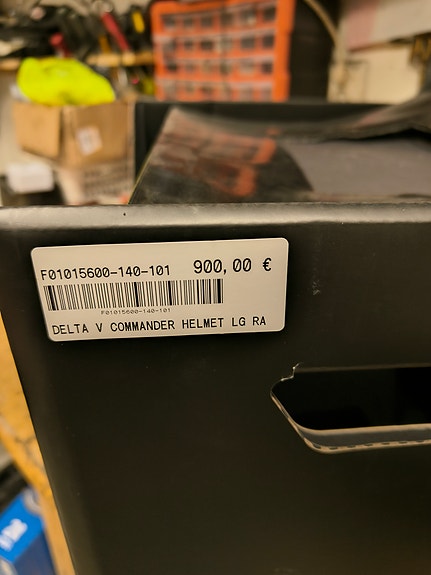 F01015600-140-101 900,00 €
F01015600-140-101
DELTA V COMMANDER HELMET LG RA